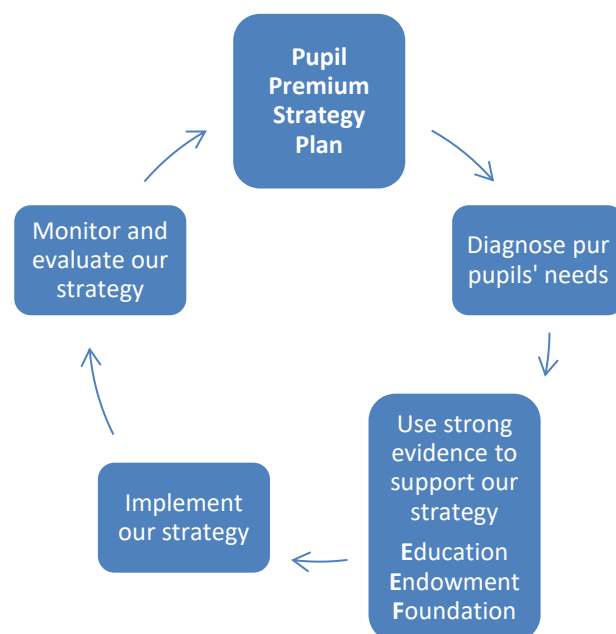 Pupil
Premium
Strategy
Plan
Diagnose pur
pupils' needs
Use strong
evidence to
support our
strategy
Education
Endowment
Foundation
Implement
our strategy
Monitor and
evaluate our
strategy